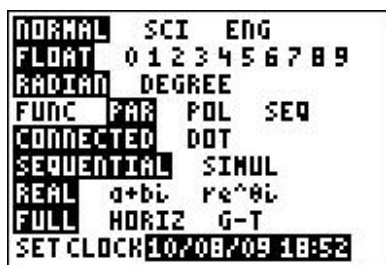 NORMAL SCI ENG
FLOAT 0 1 2 3 4 5 6 7 8 9
RADIAN DEGREE
FUNC PAR POL SEQ
CONNECTED DOT
SEQUENTIAL SIMUL
REAL a+bi re^θi
FULL HORIZ G-T
SET CLOCK 10/08/09 18:52